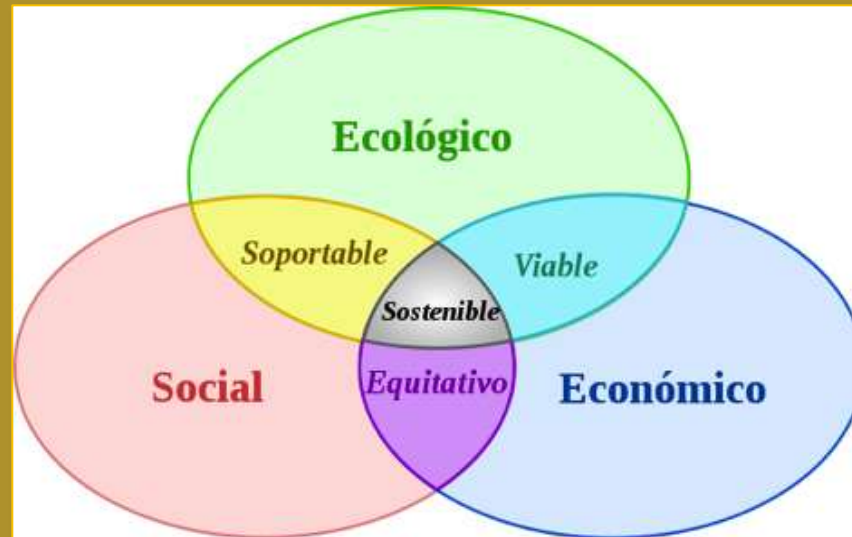 Ecológico
Soportable
Viable
Sostenible
Social
Equitativo
Económico